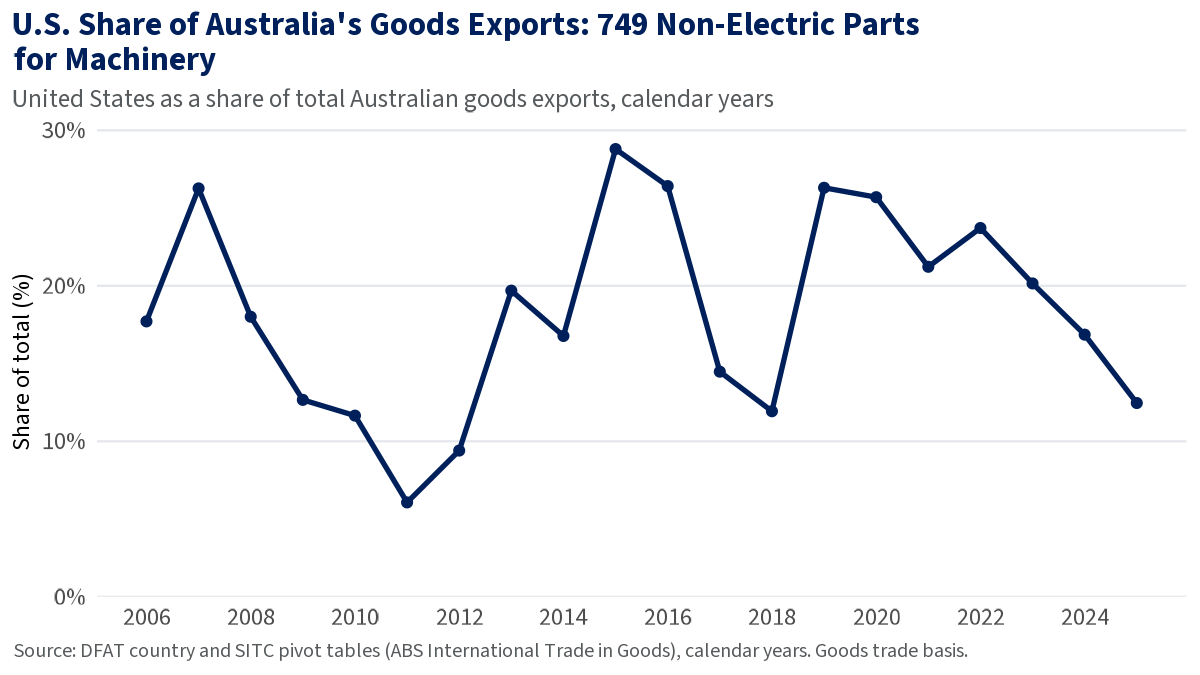 U.S. Share of Australia's Goods Exports: 749 Non-Electric Parts
for Machinery
United States as a share of total Australian goods exports, calendar years
Share of total (%)
30%
20%
10%
0%
2006 2008 2010 2012 2014 2016 2018 2020 2022 2024
Source: DFAT country and SITC pivot tables (ABS International Trade in Goods), calendar years. Goods trade basis.